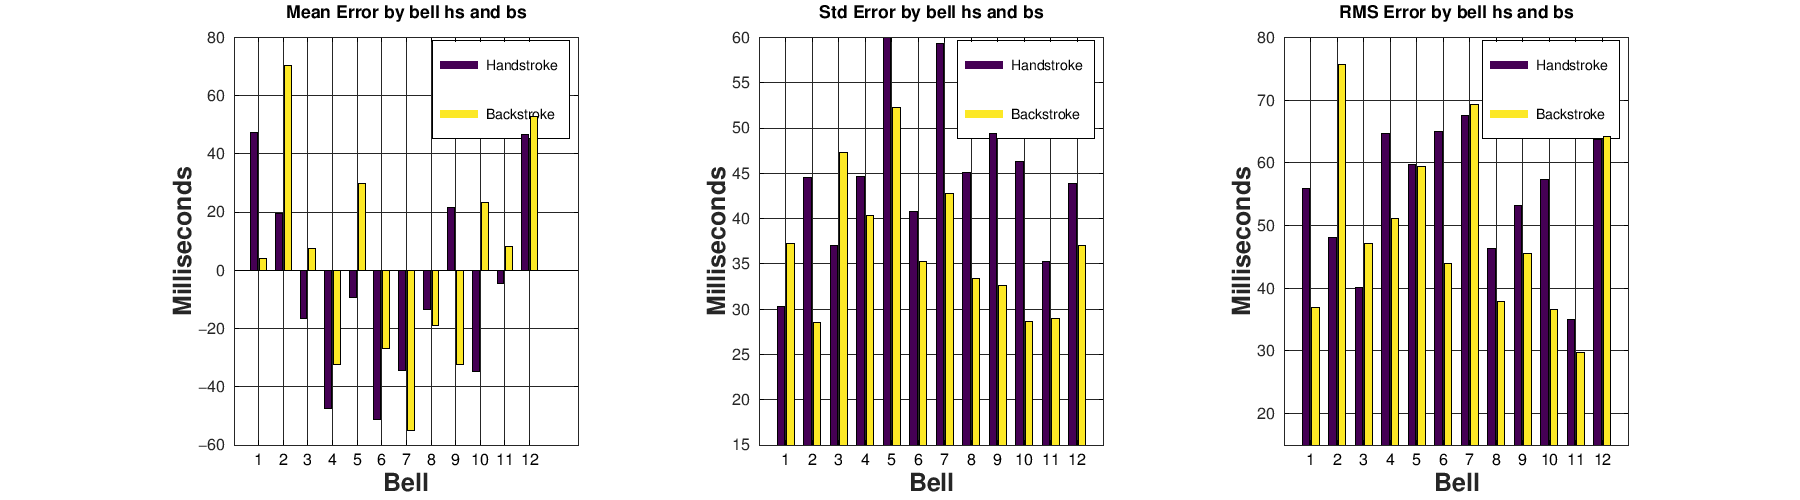 Mean Error by bell hs and bs
80
60
40
20
0
−20
−40
−60
Milliseconds
Handstroke
Backstroke
1 2 3 4 5 6 7 8 9 10 11 12
Bell
Std Error by bell hs and bs
60
55
50
45
40
35
30
25
20
15
Milliseconds
Handstroke
Backstroke
1 2 3 4 5 6 7 8 9 10 11 12
Bell
RMS Error by bell hs and bs
80
70
60
50
40
30
20
Milliseconds
Handstroke
Backstroke
1 2 3 4 5 6 7 8 9 10 11 12
Bell